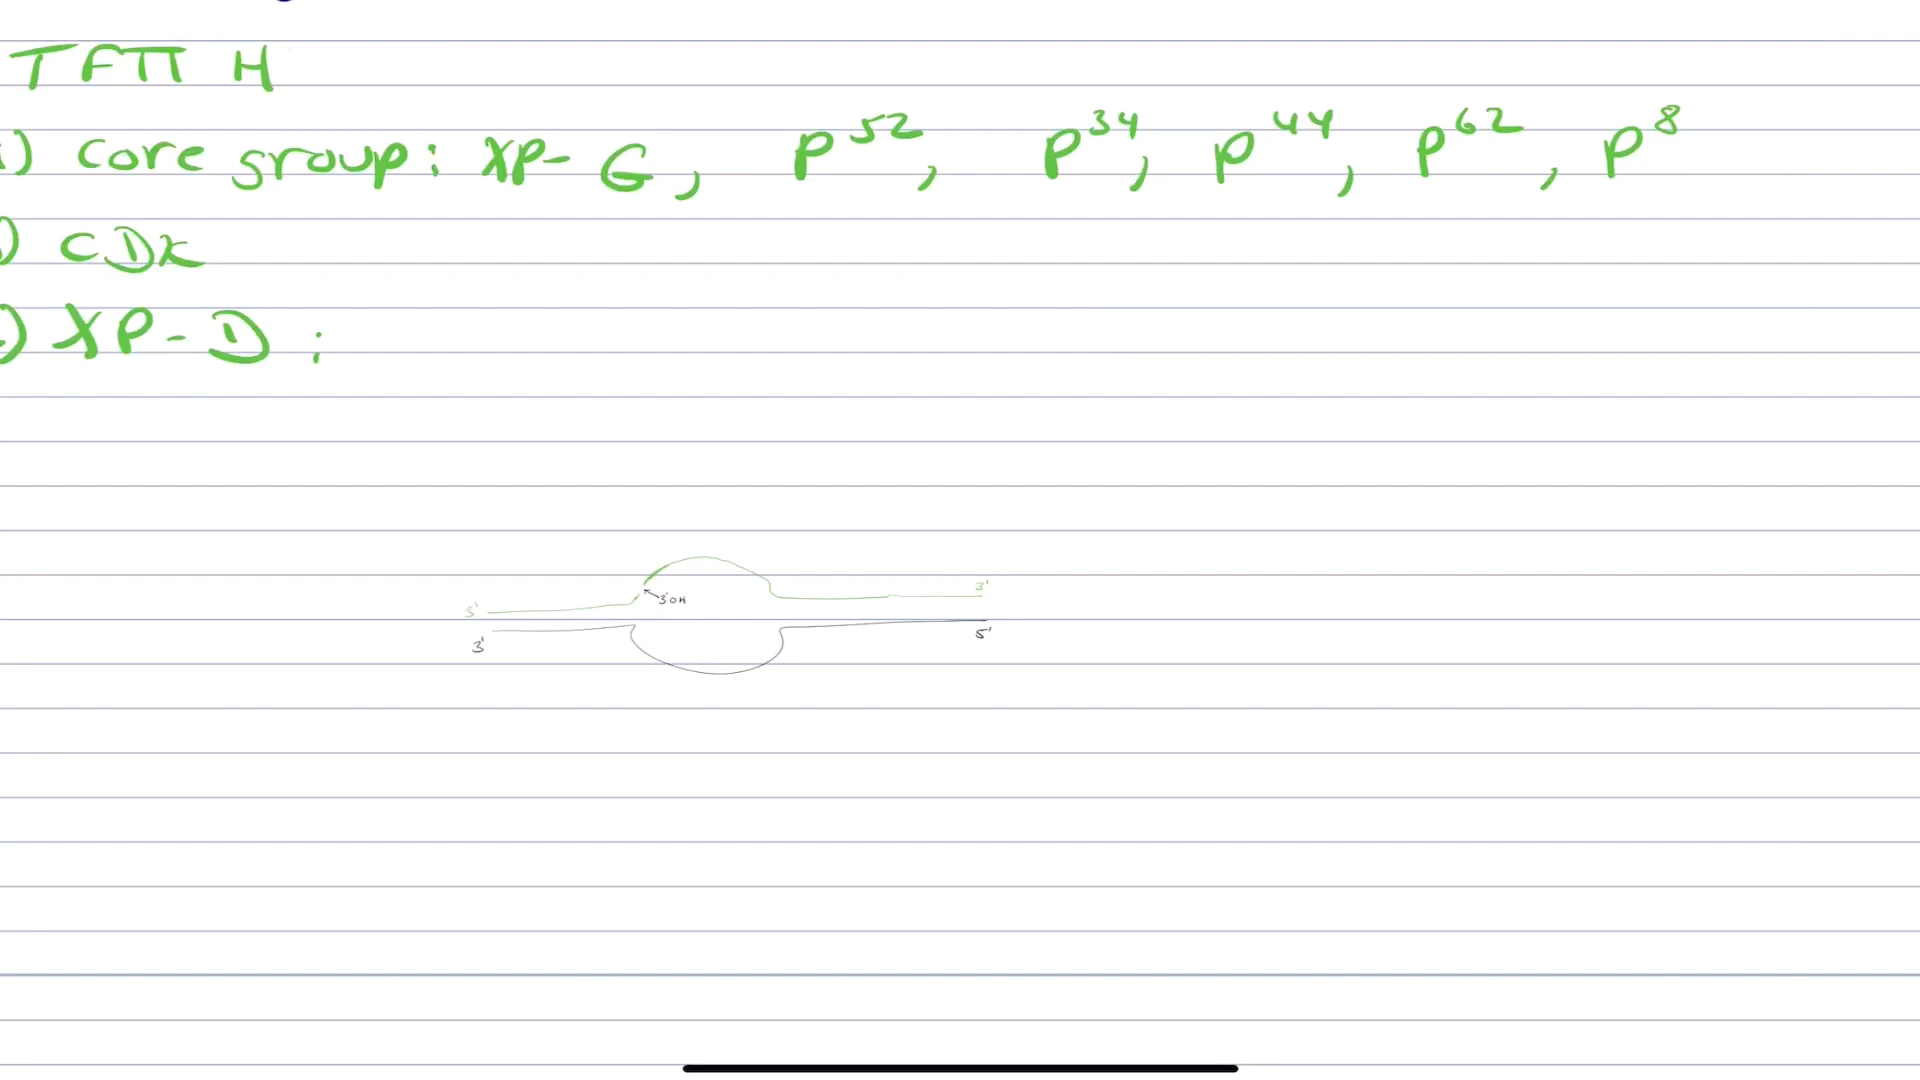 TFII H
) core group: XP-G, P52, P34, P44, P62, P8
) CDK
) XP-D :
5' 3'
3'OH
3' 5'